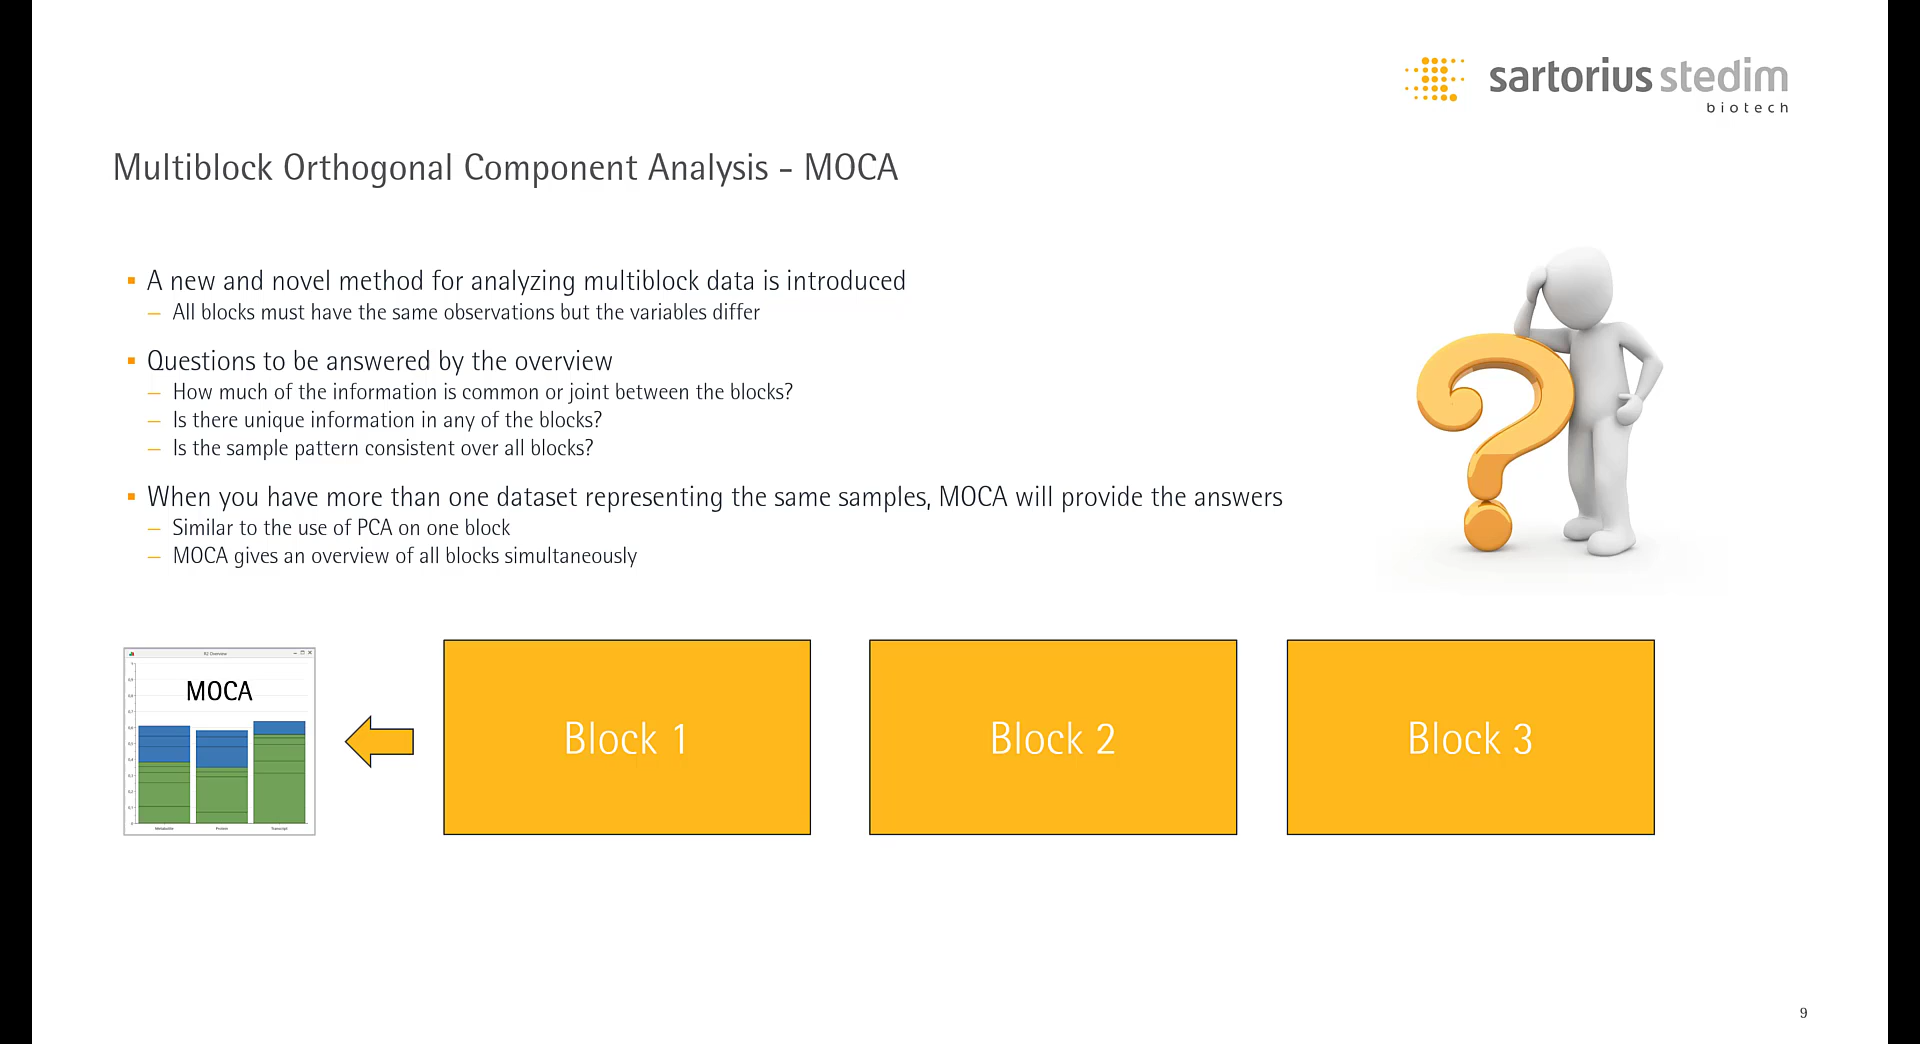 sartorius stedim
biotech
Multiblock Orthogonal Component Analysis - MOCA
A new and novel method for analyzing multiblock data is introduced
– All blocks must have the same observations but the variables differ
Questions to be answered by the overview
– How much of the information is common or joint between the blocks?
– Is there unique information in any of the blocks?
– Is the sample pattern consistent over all blocks?
When you have more than one dataset representing the same samples, MOCA will provide the answers
– Similar to the use of PCA on one block
– MOCA gives an overview of all blocks simultaneously
R2 Overview
MOCA
Metabolite Protein Transcript
Block 1
Block 2
Block 3
9